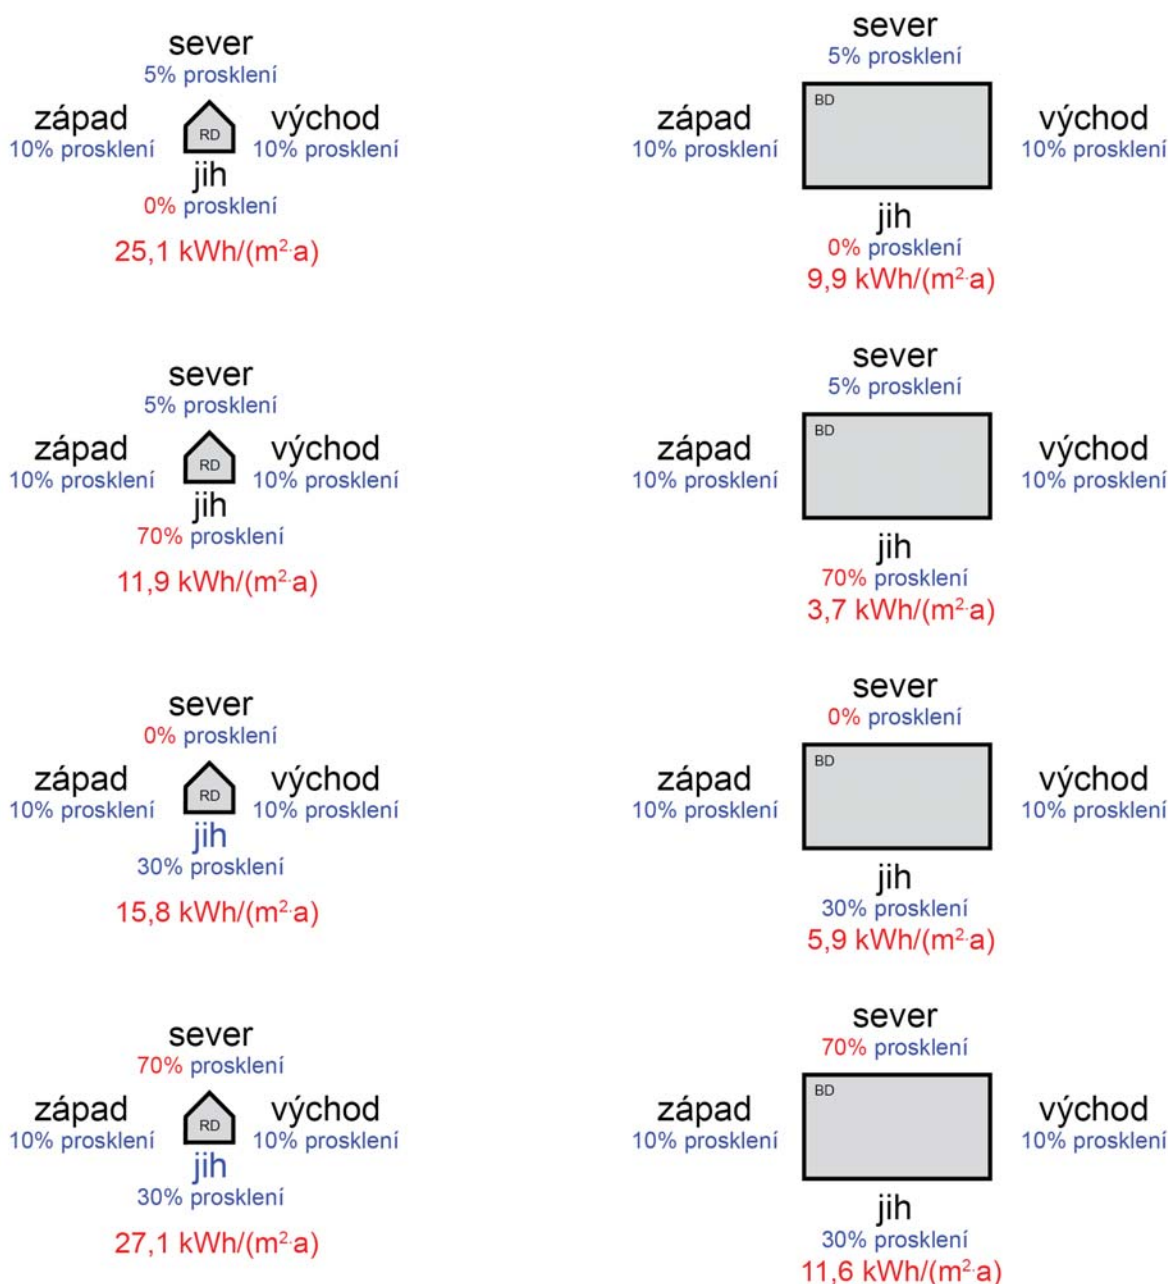 sever
5% prosklení
západ
10% prosklení
RD
východ
10% prosklení
jih
0% prosklení
25,1 kWh/(m²·a)
sever
5% prosklení
západ
10% prosklení
BD
východ
10% prosklení
jih
0% prosklení
9,9 kWh/(m²·a)
sever
5% prosklení
západ
10% prosklení
RD
východ
10% prosklení
jih
70% prosklení
11,9 kWh/(m²·a)
sever
5% prosklení
západ
10% prosklení
BD
východ
10% prosklení
jih
70% prosklení
3,7 kWh/(m²·a)
sever
0% prosklení
západ
10% prosklení
RD
východ
10% prosklení
jih
30% prosklení
15,8 kWh/(m²·a)
sever
0% prosklení
západ
10% prosklení
BD
východ
10% prosklení
jih
30% prosklení
5,9 kWh/(m²·a)
sever
70% prosklení
západ
10% prosklení
RD
východ
10% prosklení
jih
30% prosklení
27,1 kWh/(m²·a)
sever
70% prosklení
západ
10% prosklení
BD
východ
10% prosklení
jih
30% prosklení
11,6 kWh/(m²·a)